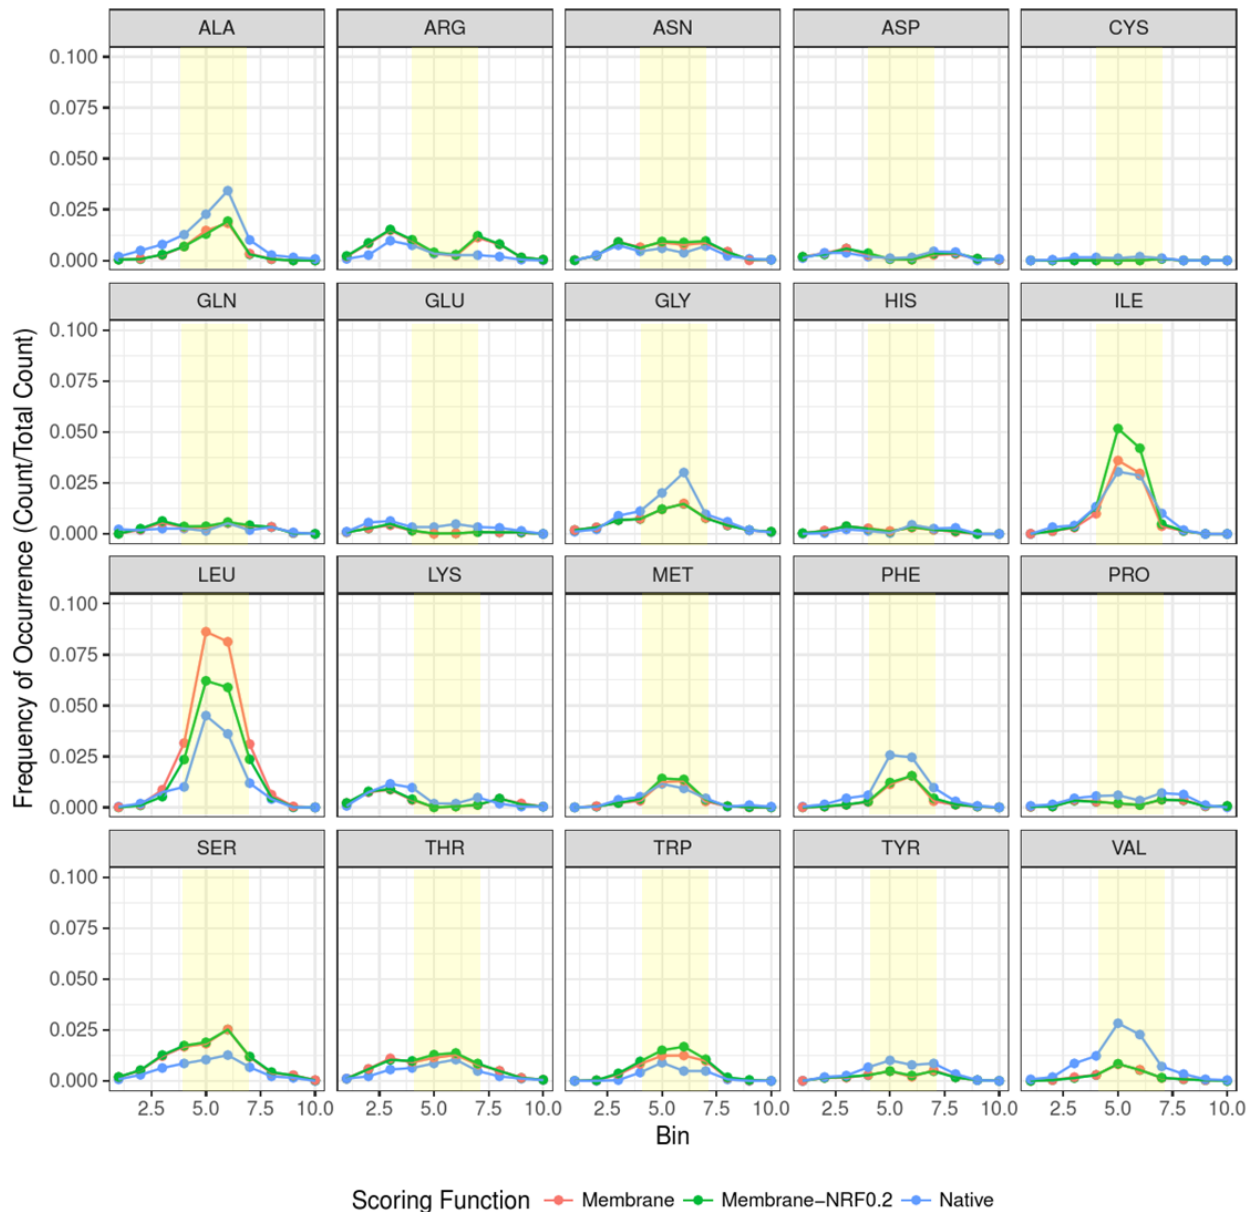 ALA ARG ASN ASP CYS
0.100
0.075
0.050
0.025
0.000
GLN GLU GLY HIS ILE
0.100
0.075
0.050
0.025
0.000
Frequency of Occurrence (Count/Total Count)
LEU LYS MET PHE PRO
0.100
0.075
0.050
0.025
0.000
SER THR TRP TYR VAL
0.100
0.075
0.050
0.025
0.000
2.5 5.0 7.5 10.0 2.5 5.0 7.5 10.0 2.5 5.0 7.5 10.0 2.5 5.0 7.5 10.0 2.5 5.0 7.5 10.0
Bin
Scoring Function Membrane Membrane−NRF0.2 Native